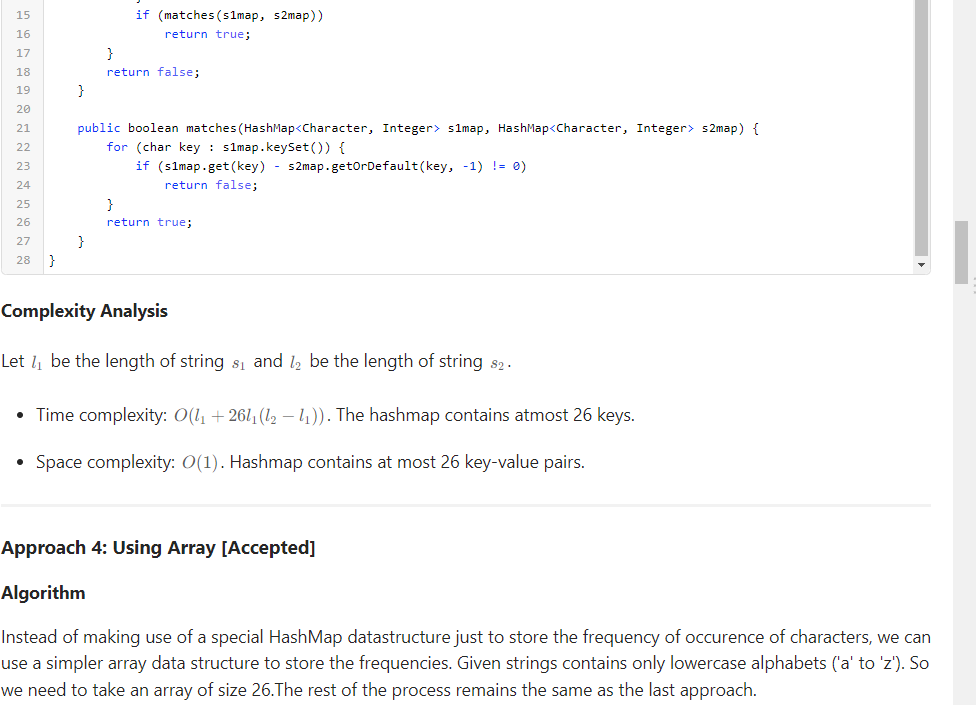 15 if (matches(s1map, s2map))
16 return true;
17 }
18 return false;
19 }
20
21 public boolean matches(HashMap<Character, Integer> s1map, HashMap<Character, Integer> s2map) {
22 for (char key : s1map.keySet()) {
23 if (s1map.get(key) - s2map.getOrDefault(key, -1) != 0)
24 return false;
25 }
26 return true;
27 }
28 }
Complexity Analysis
Let l₁ be the length of string s₁ and l₂ be the length of string s₂.
• Time complexity: O(l₁ + 26l₁(l₂ − l₁)). The hashmap contains atmost 26 keys.
• Space complexity: O(1). Hashmap contains at most 26 key-value pairs.
Approach 4: Using Array [Accepted]
Algorithm
Instead of making use of a special HashMap datastructure just to store the frequency of occurence of characters, we can
use a simpler array data structure to store the frequencies. Given strings contains only lowercase alphabets ('a' to 'z'). So
we need to take an array of size 26.The rest of the process remains the same as the last approach.